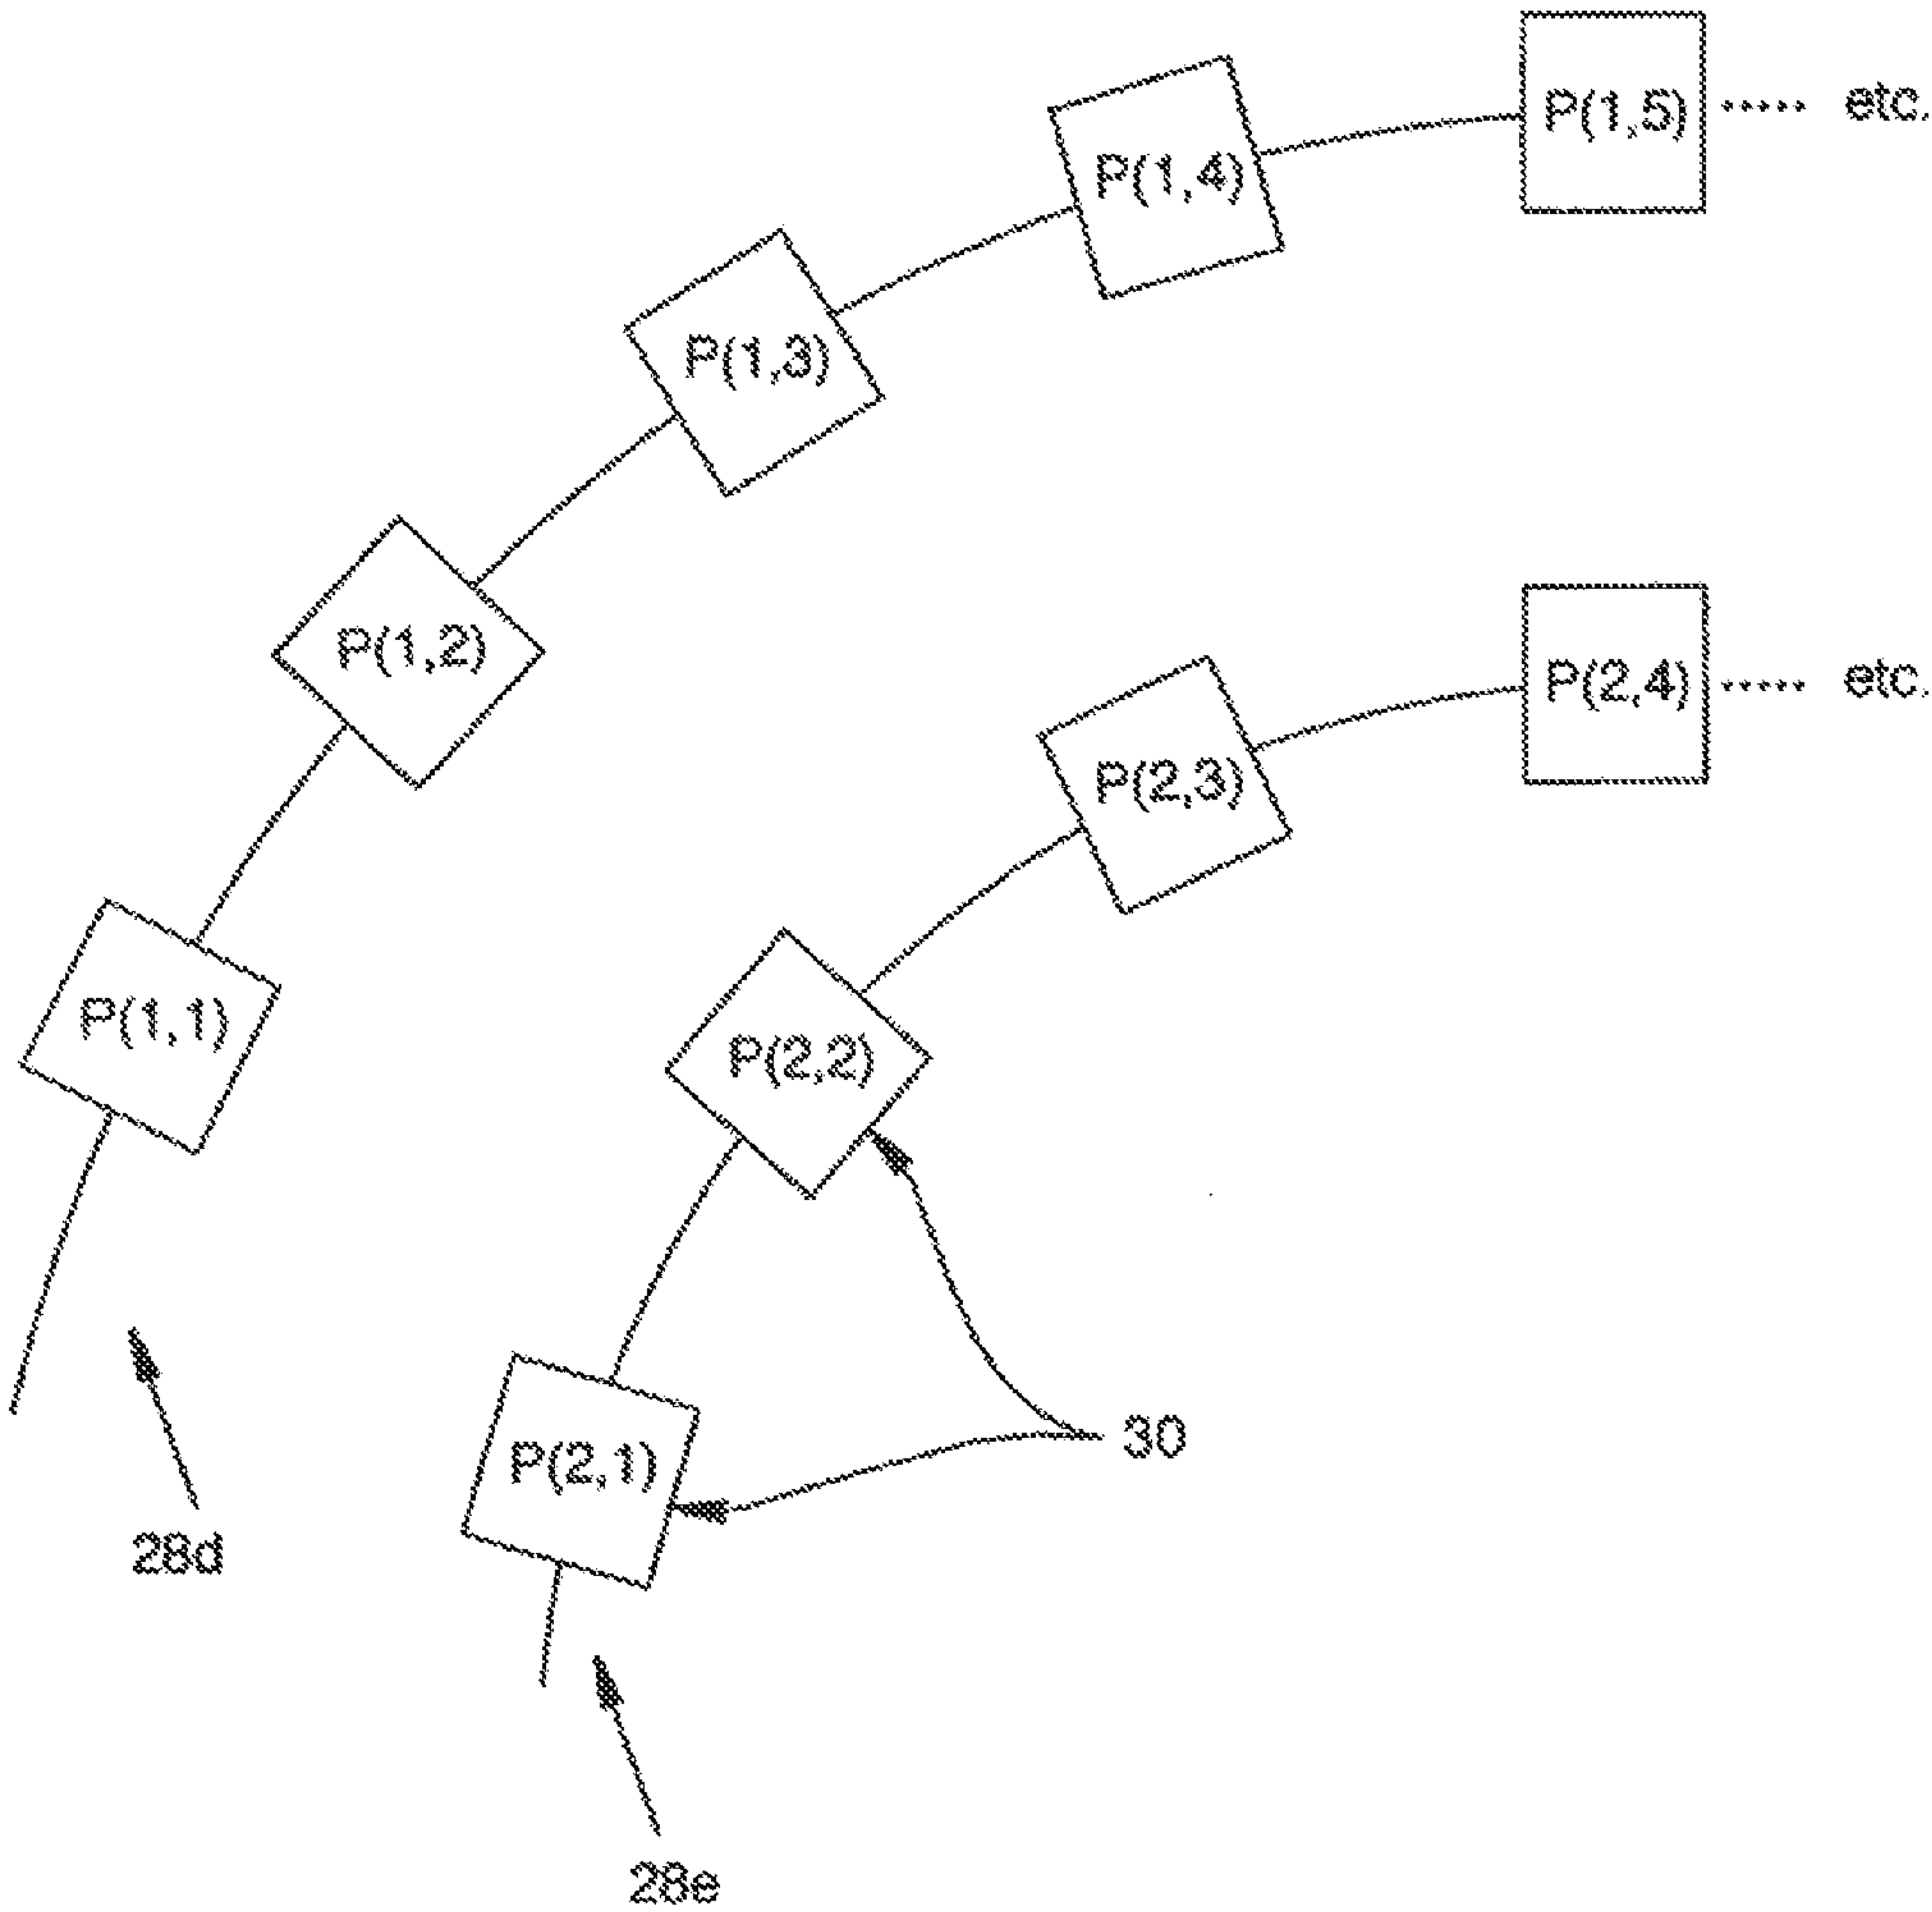 P(1,5) ..... etc.
P(1,4)
P(1,3)
P(1,2)
P(1,1)
28d
P(2,4) ..... etc.
P(2,3)
P(2,2)
P(2,1)
30
28e